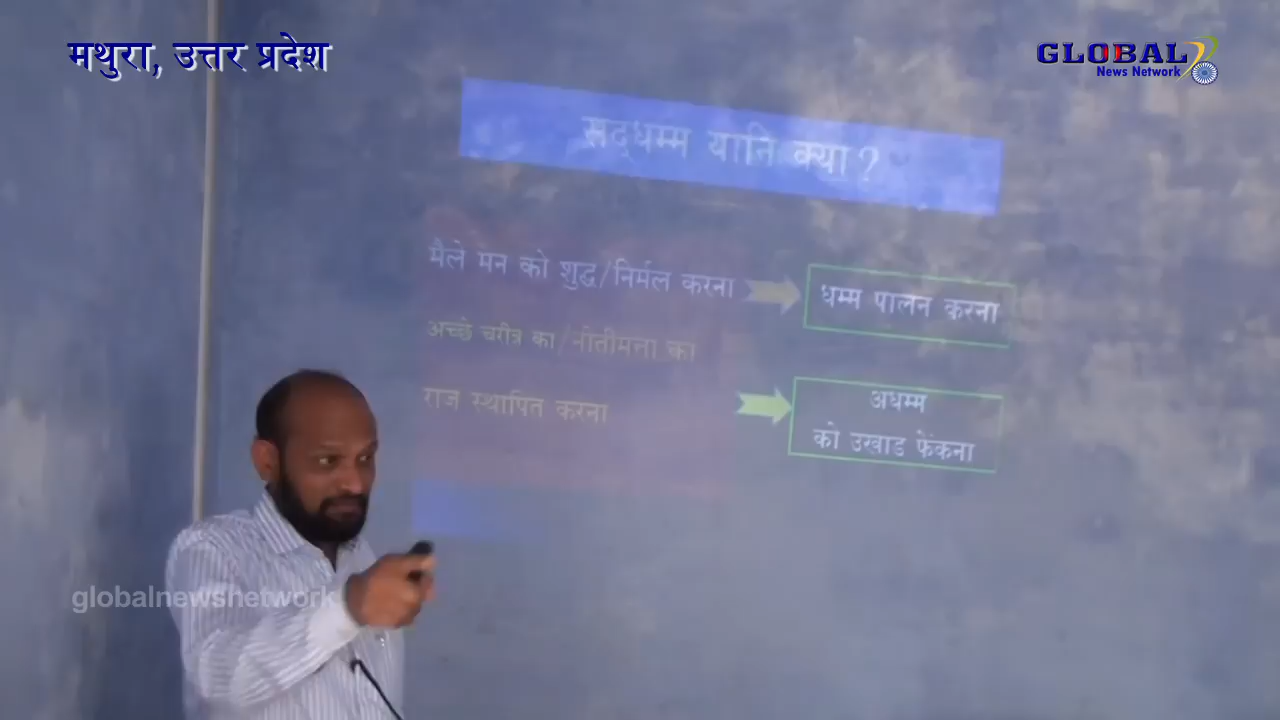 मथुरा, उत्तर प्रदेश
GLOBAL
News Network
सद्धम्म यानि क्या?
मैले मन को शुद्ध/निर्मल करना
धम्म पालन करना
अच्छे चरीत्र का/नीतीमत्ता का
राज स्थापित करना
अधम्म
को उखाड फेंकना
globalnewsnetwork